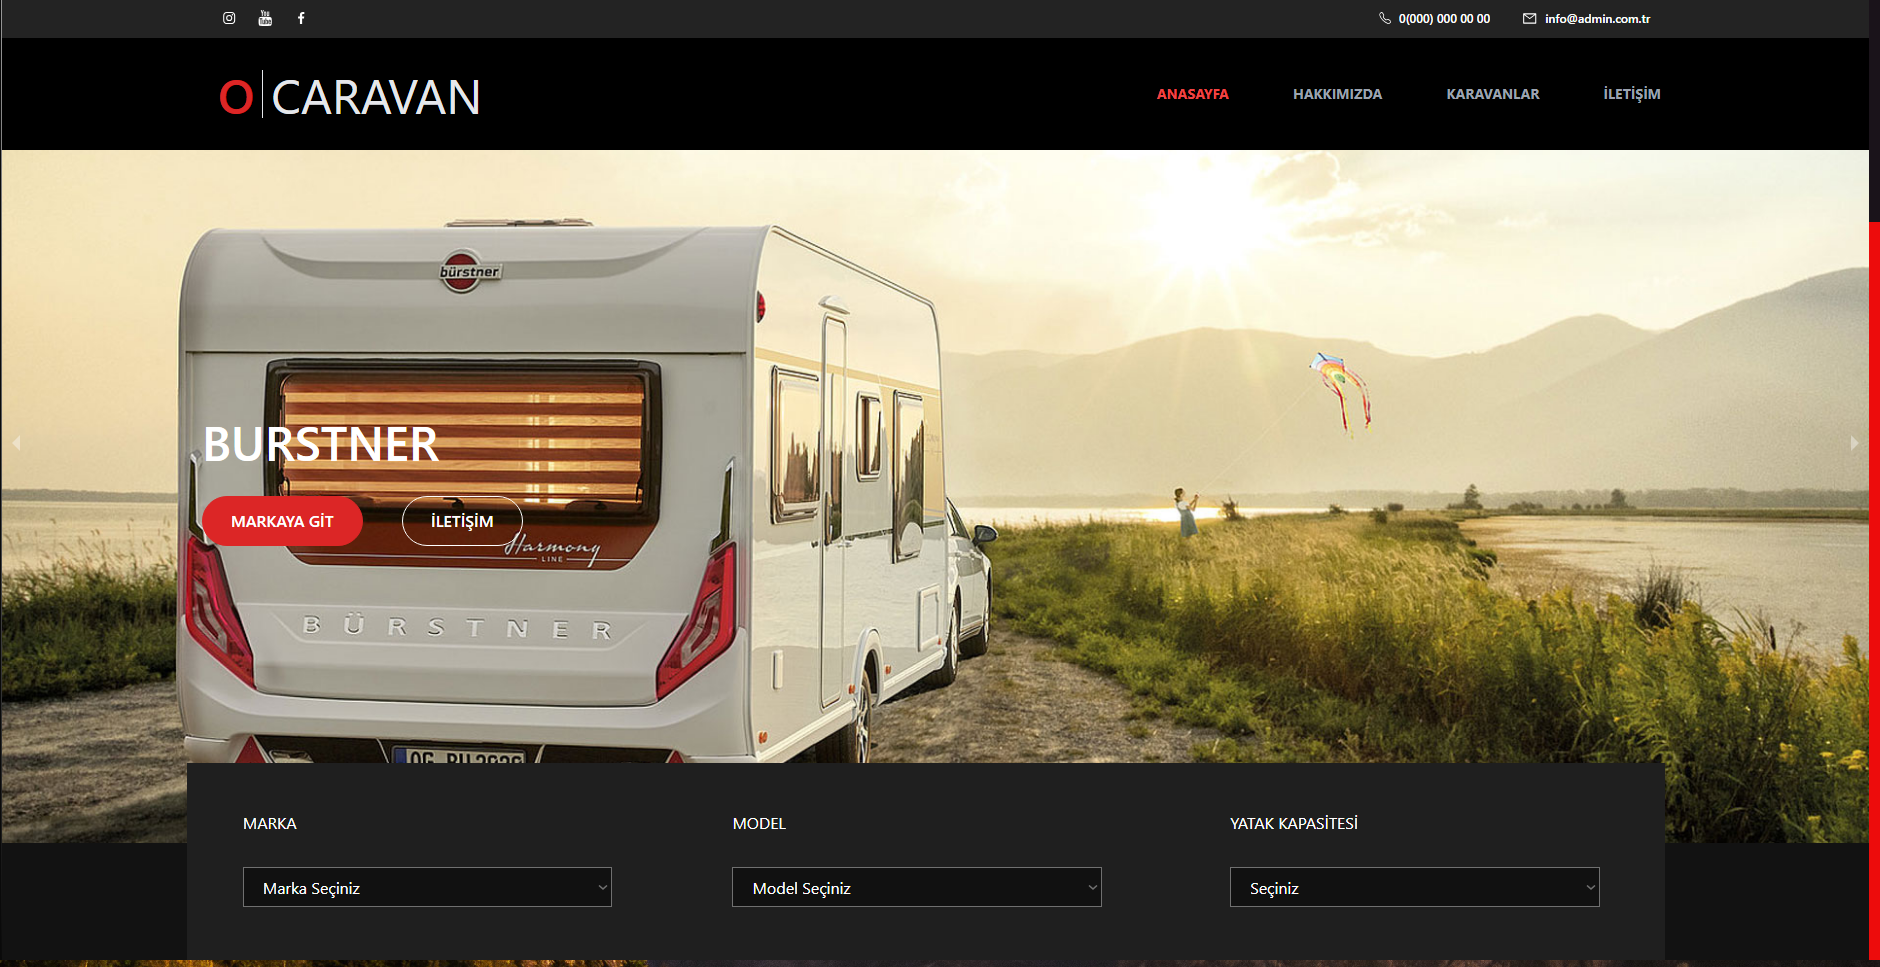 0(000) 000 00 00
info@admin.com.tr
O CARAVAN
ANASAYFA
HAKKIMIZDA
KARAVANLAR
İLETİŞİM
bürstner
BURSTNER
MARKAYA GİT
İLETİŞİM
Harmony
LINE
BÜRSTNER
MARKA
MODEL
YATAK KAPASİTESİ
Marka Seçiniz
Model Seçiniz
Seçiniz